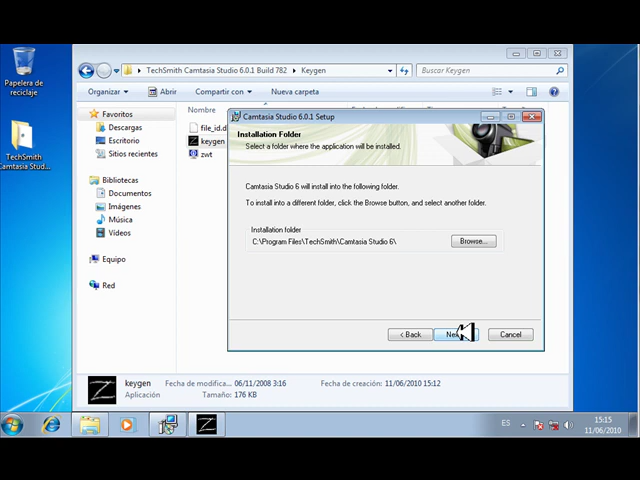 Papelera de
reciclaje
TechSmith
Camtasia Stud...
TechSmith Camtasia Studio 6.0.1 Build 782
Keygen
Buscar Keygen
Organizar
Abrir
Compartir con
Nueva carpeta
Favoritos
Descargas
Escritorio
Sitios recientes
Bibliotecas
Documentos
Imágenes
Música
Vídeos
Equipo
Red
Nombre
file_id.d
keygen
zwt
Camtasia Studio 6.0.1 Setup
Installation Folder
Select a folder where the application will be installed.
Camtasia Studio 6 will install into the following folder.
To install into a different folder, click the Browse button, and select another folder.
Installation folder
C:\Program Files\TechSmith\Camtasia Studio 6\
Browse...
< Back
Cancel
keygen
Aplicación
Fecha de modifica... 06/11/2008 3:16
Tamaño: 176 KB
Fecha de creación: 11/06/2010 15:12
ES
15:15
11/06/2010